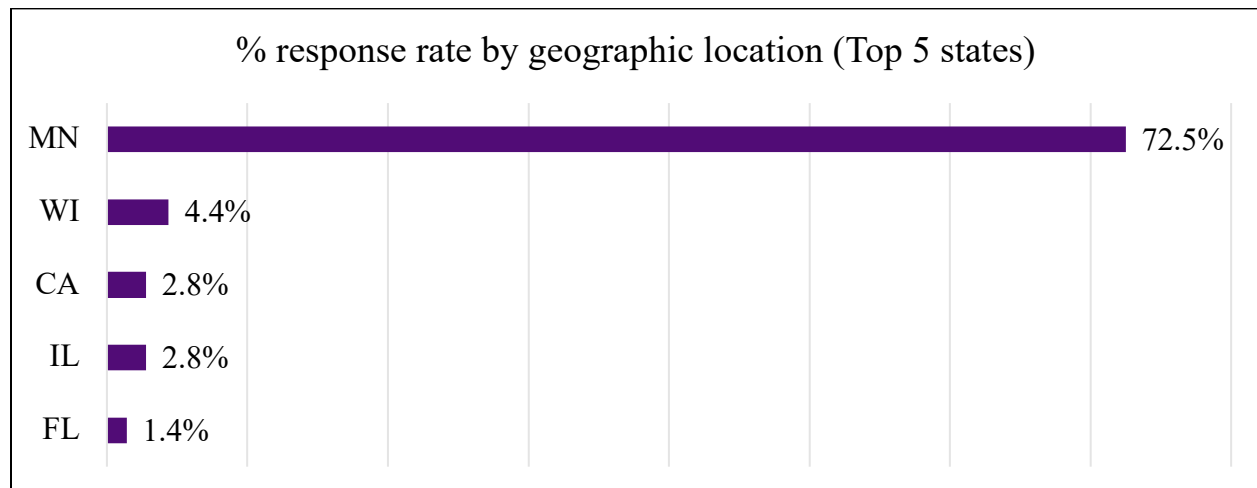 % response rate by geographic location (Top 5 states)
MN 72.5%
WI 4.4%
CA 2.8%
IL 2.8%
FL 1.4%